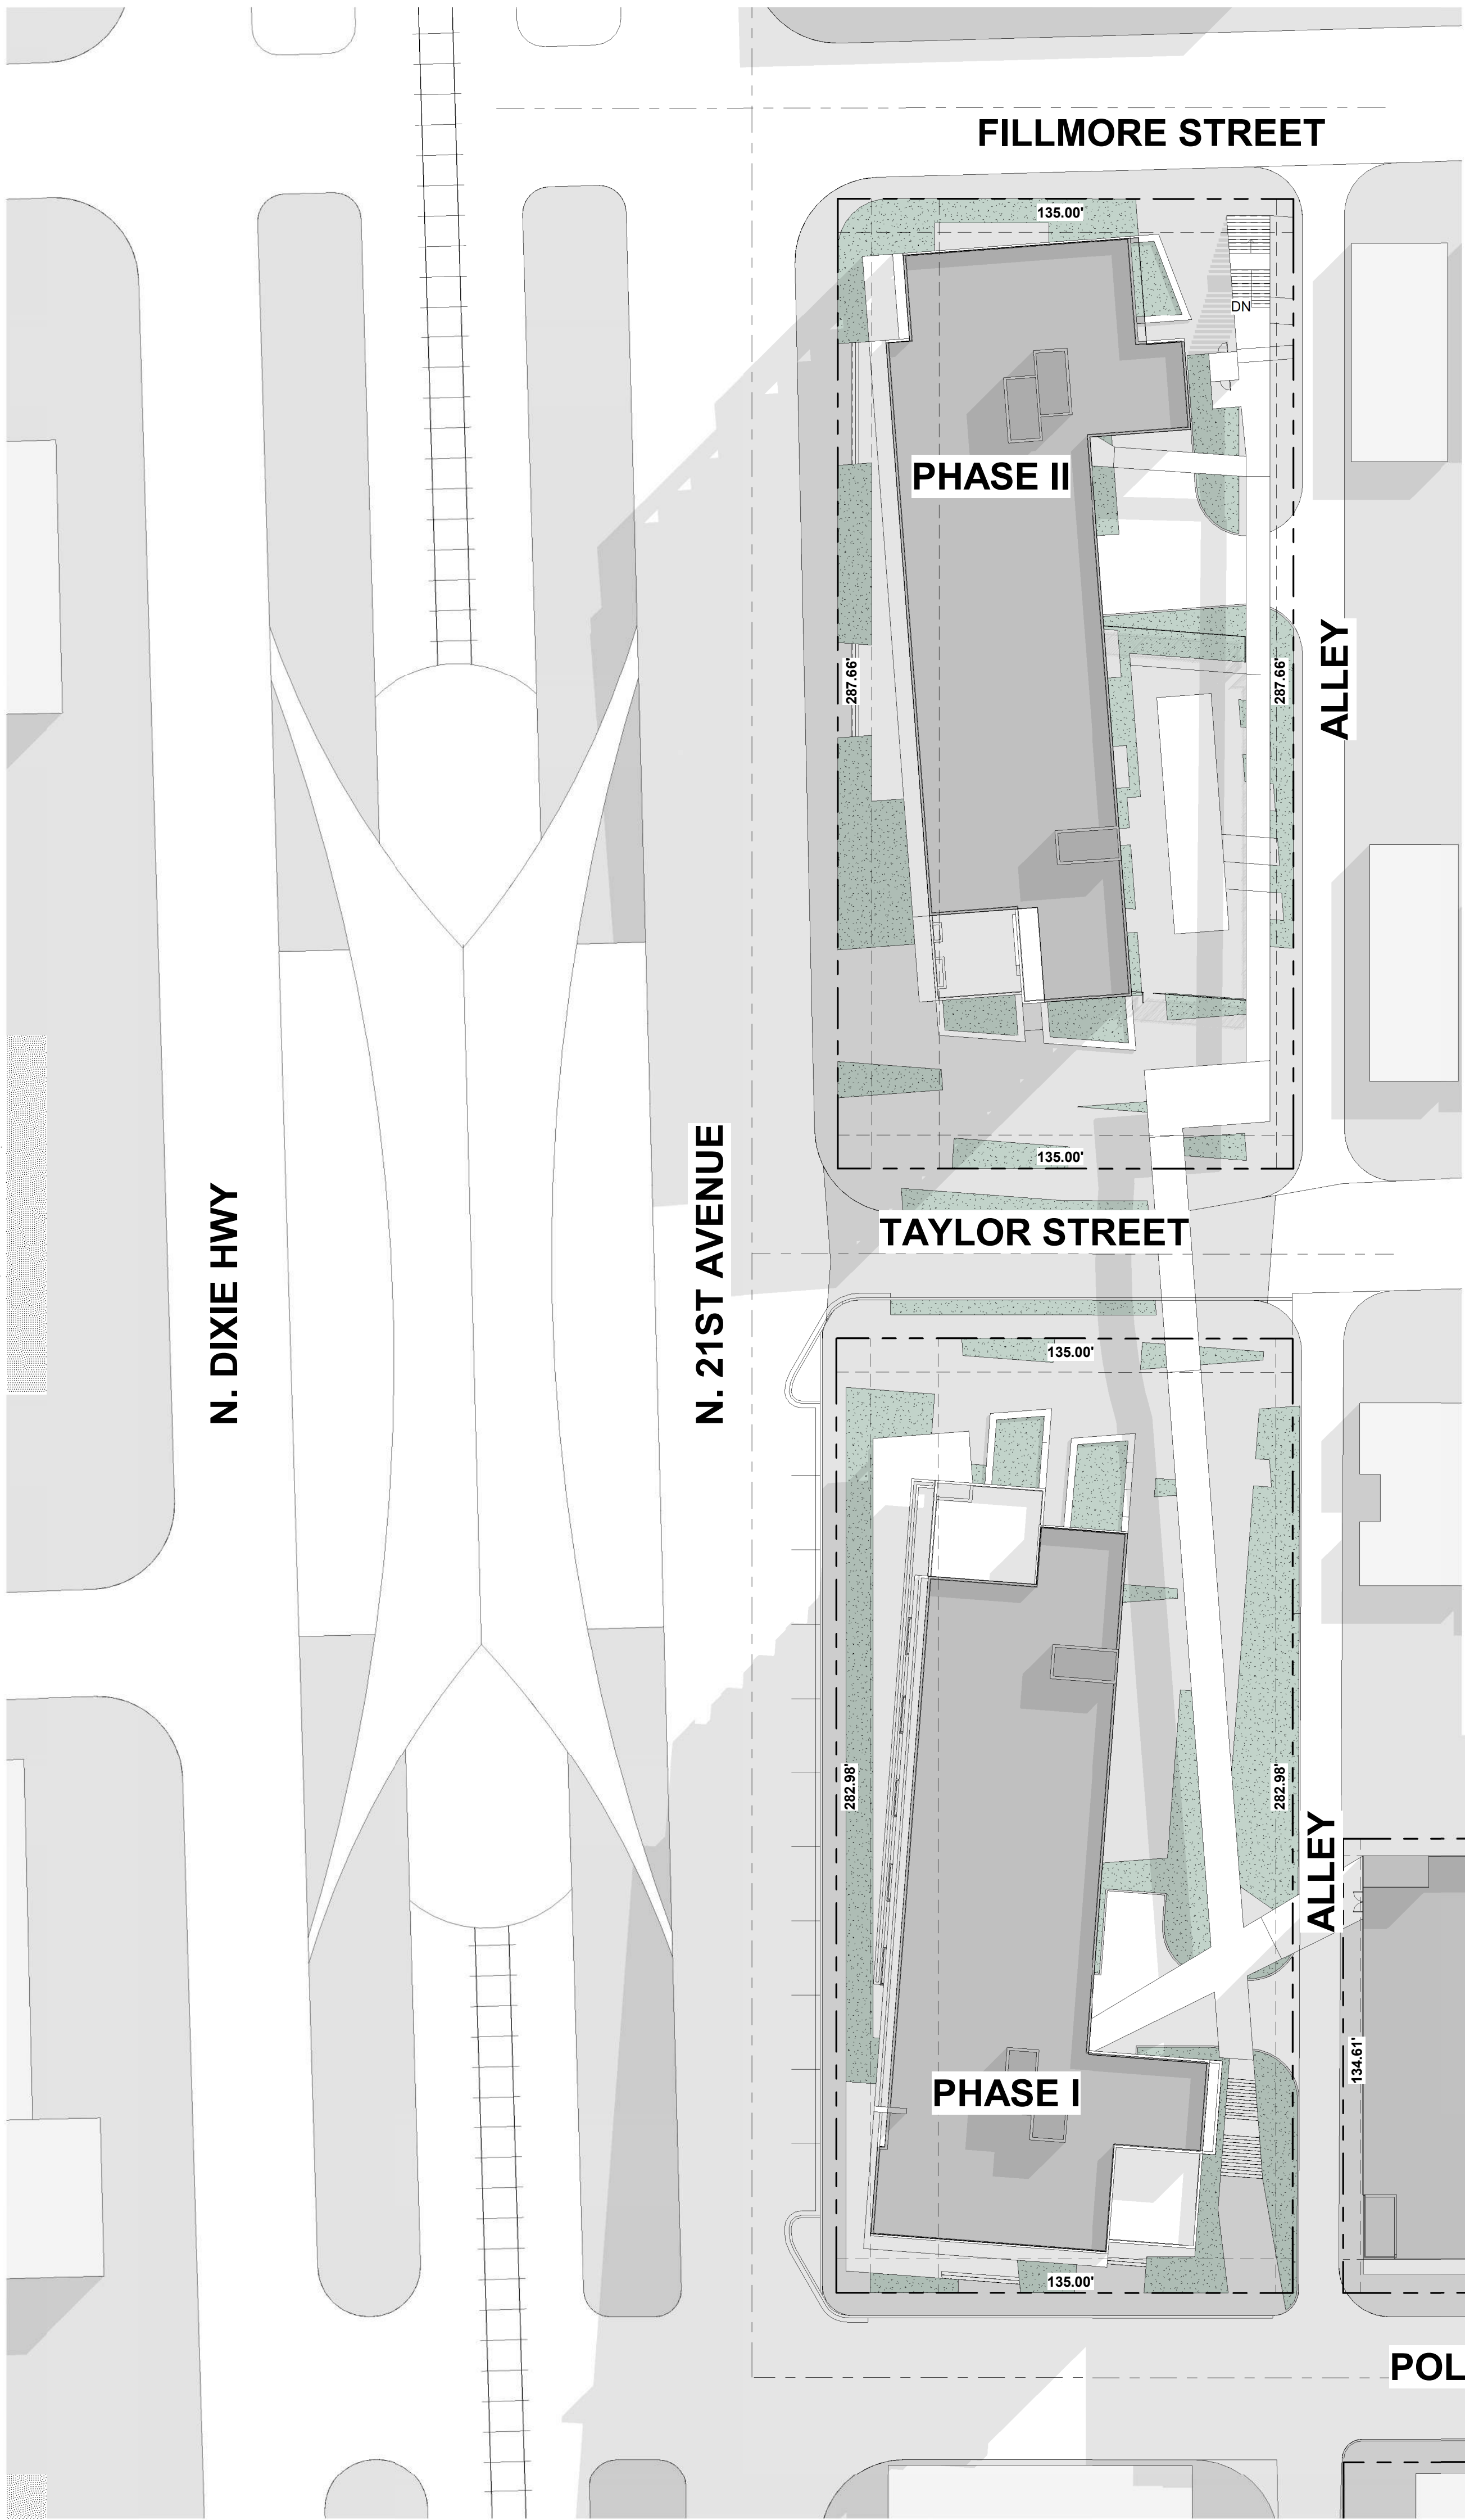 FILLMORE STREET
135.00'
DN
PHASE II
287.66'
287.66'
ALLEY
135.00'
N. DIXIE HWY
N. 21ST AVENUE
TAYLOR STREET
135.00'
282.98'
282.98'
ALLEY
134.61'
PHASE I
135.00'
POL